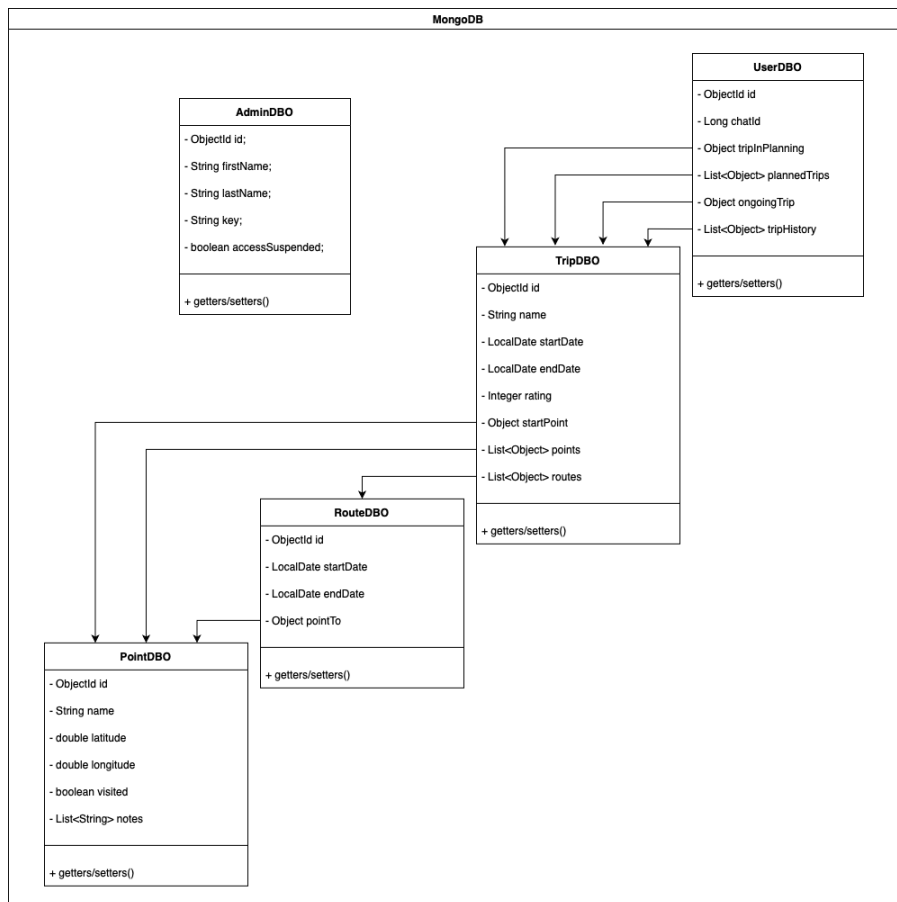 MongoDB
UserDBO
- ObjectId id
- Long chatId
- Object tripInPlanning
- List<Object> plannedTrips
- Object ongoingTrip
- List<Object> tripHistory
+ getters/setters()
AdminDBO
- ObjectId id;
- String firstName;
- String lastName;
- String key;
- boolean accessSuspended;
+ getters/setters()
TripDBO
- ObjectId id
- String name
- LocalDate startDate
- LocalDate endDate
- Integer rating
- Object startPoint
- List<Object> points
- List<Object> routes
+ getters/setters()
RouteDBO
- ObjectId id
- LocalDate startDate
- LocalDate endDate
- Object pointTo
+ getters/setters()
PointDBO
- ObjectId id
- String name
- double latitude
- double longitude
- boolean visited
- List<String> notes
+ getters/setters()